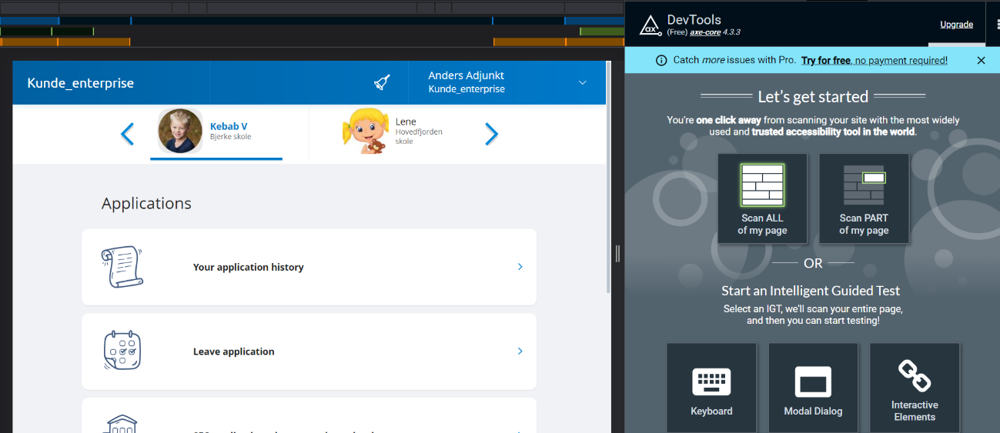 Kunde_enterprise
Anders Adjunkt
Kunde_enterprise
Kebab V
Bjerke skole
Lene
Hovedfjorden
skole
Applications
Your application history
Leave application
ax
DevTools
(Free) axe-core 4.3.3
Upgrade
Catch more issues with Pro. Try for free, no payment required!
Let's get started
You're one click away from scanning your site with the most widely
used and trusted accessibility tool in the world.
Scan ALL
of my page
Scan PART
of my page
OR
Start an Intelligent Guided Test
Select an IGT, we'll scan your entire page,
and then you can start testing!
Keyboard
Modal Dialog
Interactive
Elements